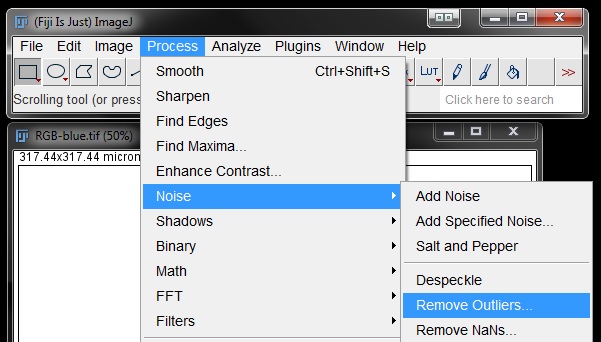 (Fiji Is Just) ImageJ
File Edit Image Process Analyze Plugins Window Help
LUT >>
Scrolling tool (or press
Click here to search
RGB-blue.tif (50%)
317.44x317.44 micron
Smooth Ctrl+Shift+S
Sharpen
Find Edges
Find Maxima...
Enhance Contrast...
Noise
Shadows
Binary
Math
FFT
Filters
Add Noise
Add Specified Noise...
Salt and Pepper
Despeckle
Remove Outliers...
Remove NaNs...